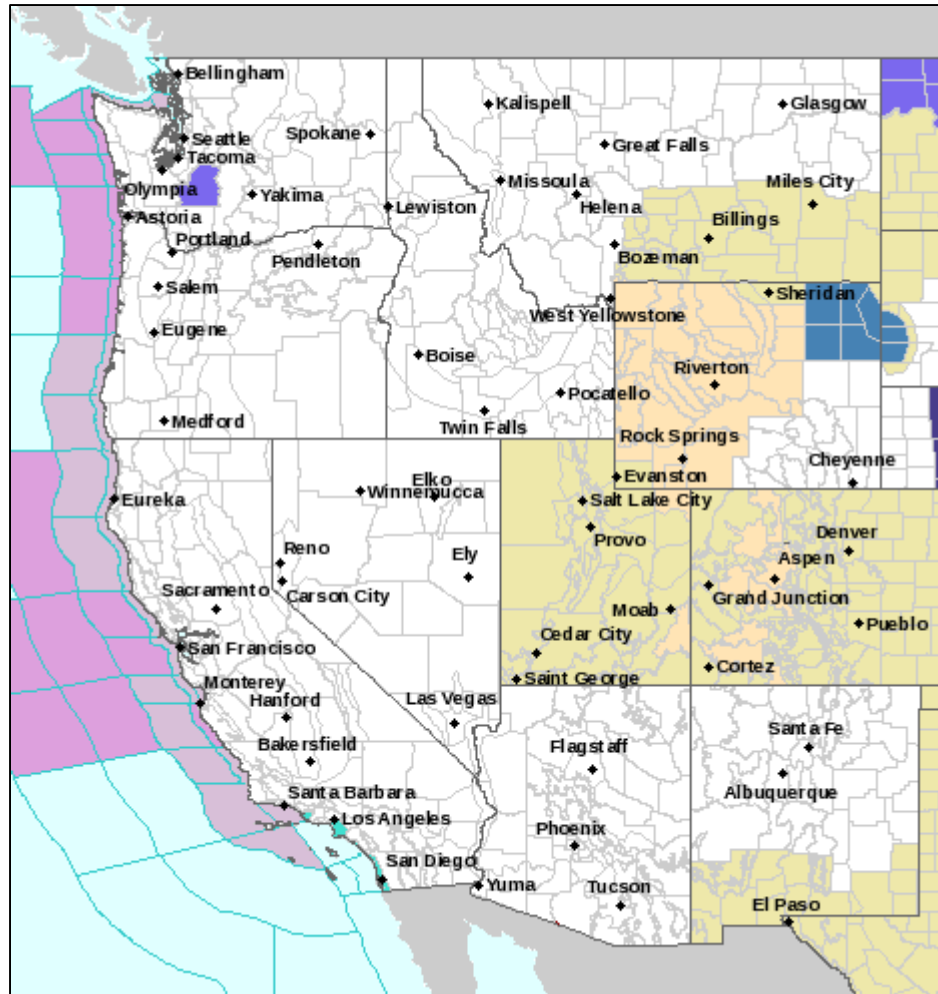 Bellingham
Kalispell
Glasgow
Seattle
Spokane
Great Falls
Tacoma
Missoula
Miles City
Olympia
Yakima
Lewiston
Helena
Billings
Astoria
Portland
Pendleton
Bozeman
Salem
Sheridan
West Yellowstone
Eugene
Boise
Riverton
Pocatello
Medford
Twin Falls
Rock Springs
Cheyenne
Elko
Evanston
Eureka
Winnemucca
Salt Lake City
Provo
Denver
Reno
Ely
Aspen
Sacramento
Carson City
Grand Junction
Moab
Pueblo
San Francisco
Cedar City
Cortez
Saint George
Monterey
Hanford
Las Vegas
Santa Fe
Bakersfield
Flagstaff
Albuquerque
Santa Barbara
Los Angeles
Phoenix
San Diego
Yuma
Tucson
El Paso